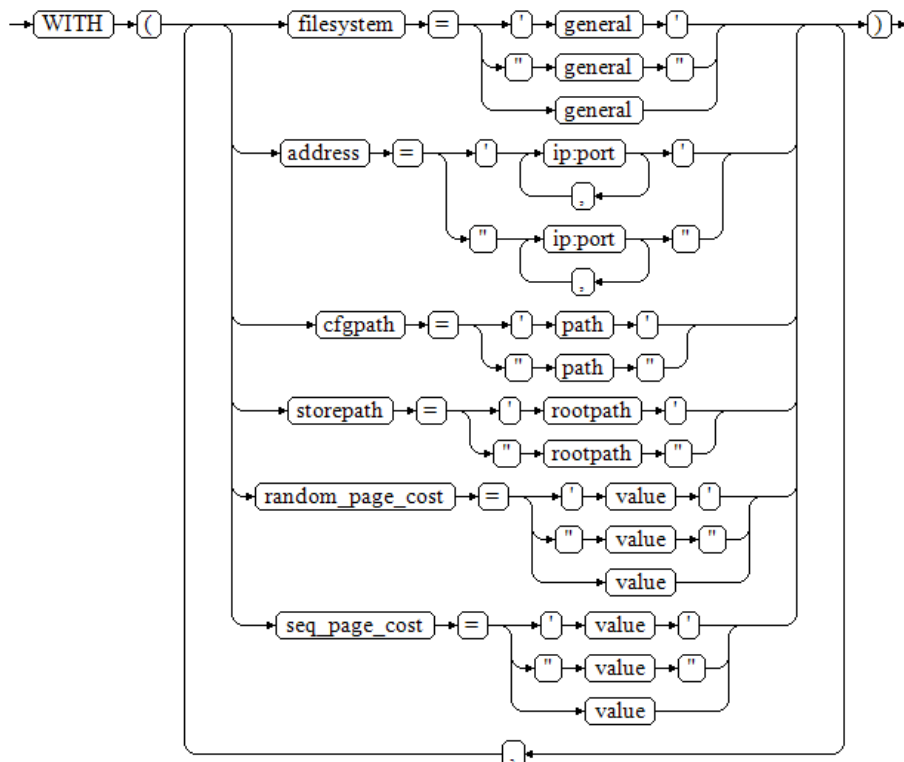 WITH ( filesystem = ' general ' )
" general "
general
address = ' ip:port '
,
" ip:port "
,
cfgpath = ' path '
" path "
storepath = ' rootpath '
" rootpath "
random_page_cost = ' value '
" value "
value
seq_page_cost = ' value '
" value "
value
,